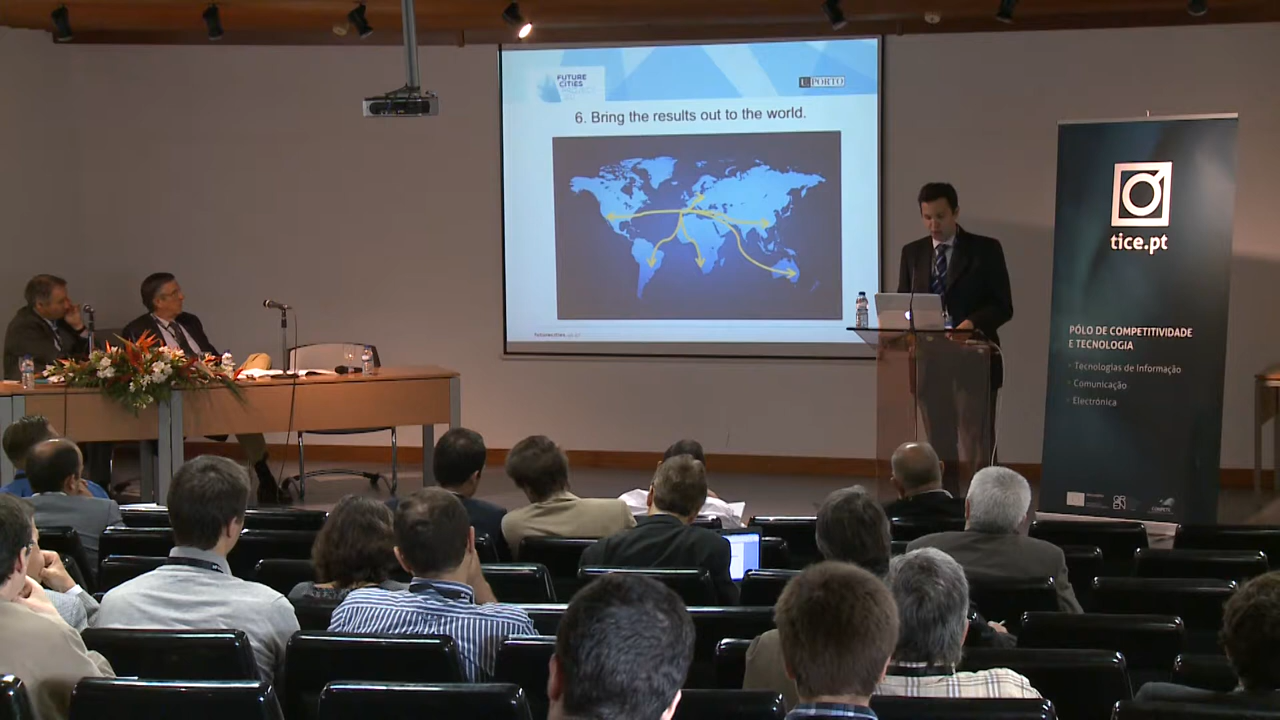 FUTURE
CITIES
U.PORTO
6. Bring the results out to the world.
tice.pt
PÓLO DE COMPETITIVIDADE
E TECNOLOGIA
Tecnologias de Informação
Comunicação
Electrónica